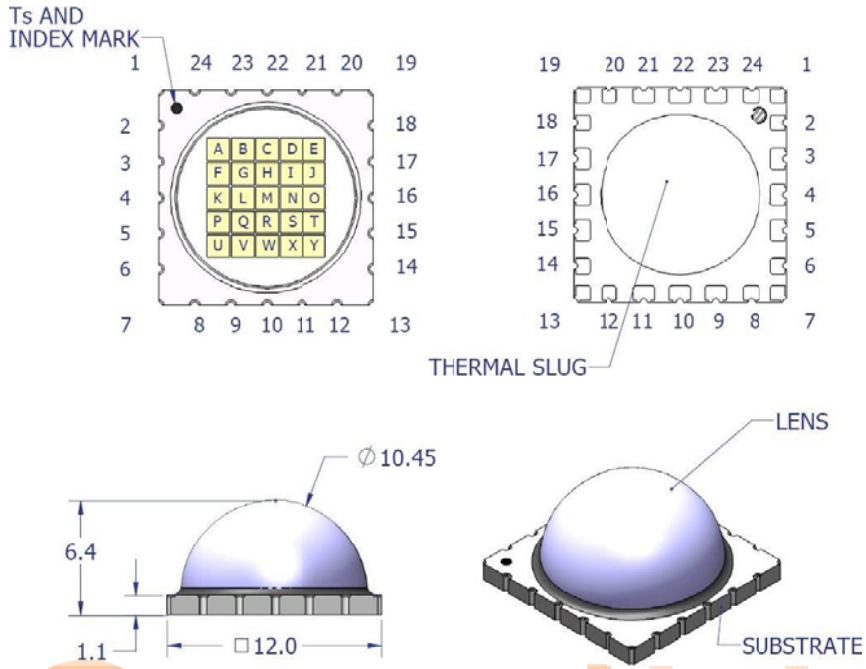 Ts AND
INDEX MARK
1 24 23 22 21 20 19
2 18
3 17
4 16
5 15
6 14
7 8 9 10 11 12 13
A B C D E
F G H I J
K L M N O
P Q R S T
U V W X Y
19 20 21 22 23 24 1
18 2
17 3
16 4
15 5
14 6
13 12 11 10 9 8 7
THERMAL SLUG
Ø 10.45
6.4
1.1
□ 12.0
LENS
SUBSTRATE